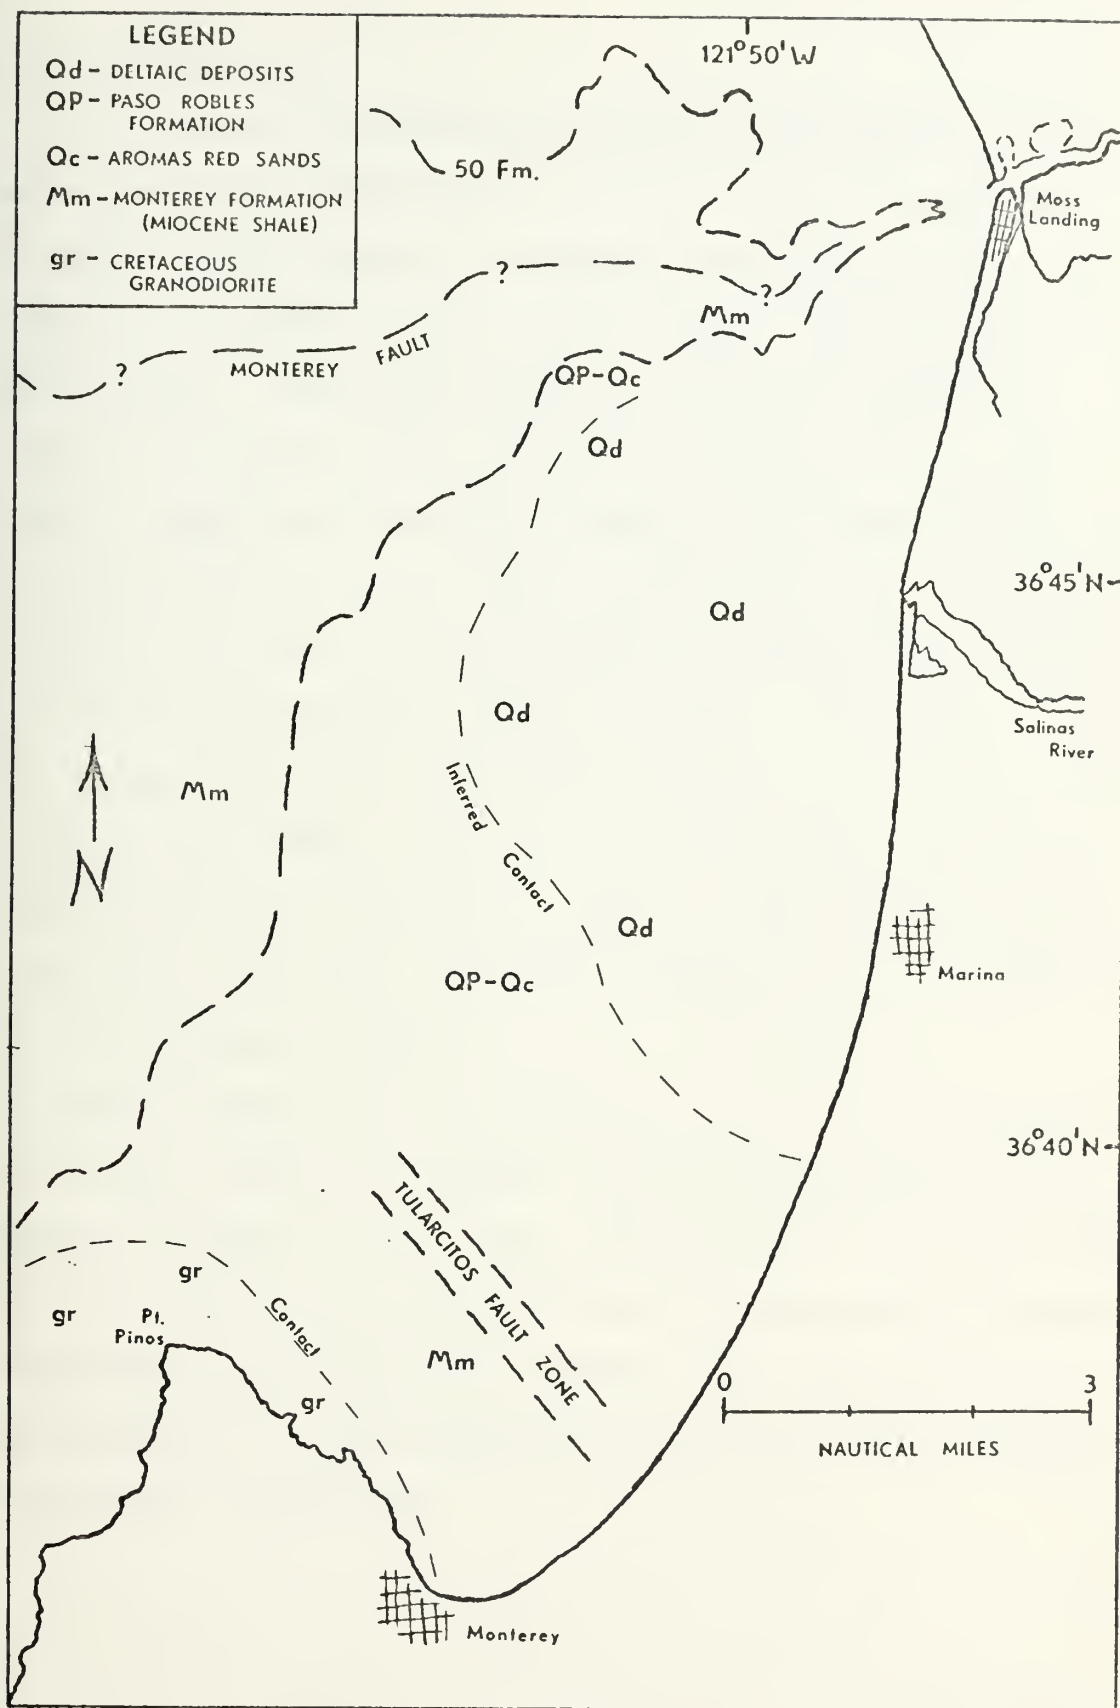 LEGEND
Qd - DELTAIC DEPOSITS
QP - PASO ROBLES
FORMATION
Qc - AROMAS RED SANDS
Mm - MONTEREY FORMATION
(MIOCENE SHALE)
gr - CRETACEOUS
GRANODIORITE
121°50'W
50 Fm.
Moss
Landing
?
?
Mm
?
MONTEREY
FAULT
QP-Qc
Qd
36°45'N
Qd
Qd
Salinas
River
Mm
N
Inferred
Contact
Qd
QP-Qc
Marina
36°40'N
TULARCITOS FAULT ZONE
gr
gr
Pt.
Pinos
Contact
Mm
gr
0 3
NAUTICAL MILES
Monterey